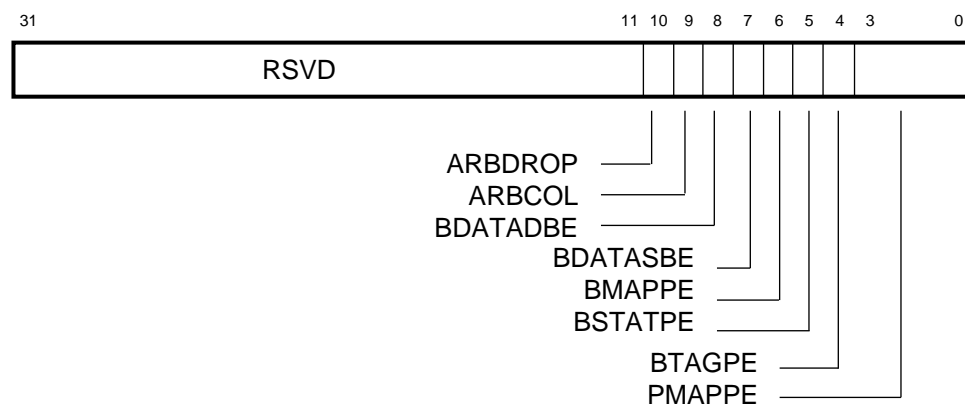 31 11 10 9 8 7 6 5 4 3 0
RSVD
ARBDROP
ARBCOL
BDATADBE
BDATASBE
BMAPPE
BSTATPE
BTAGPE
PMAPPE